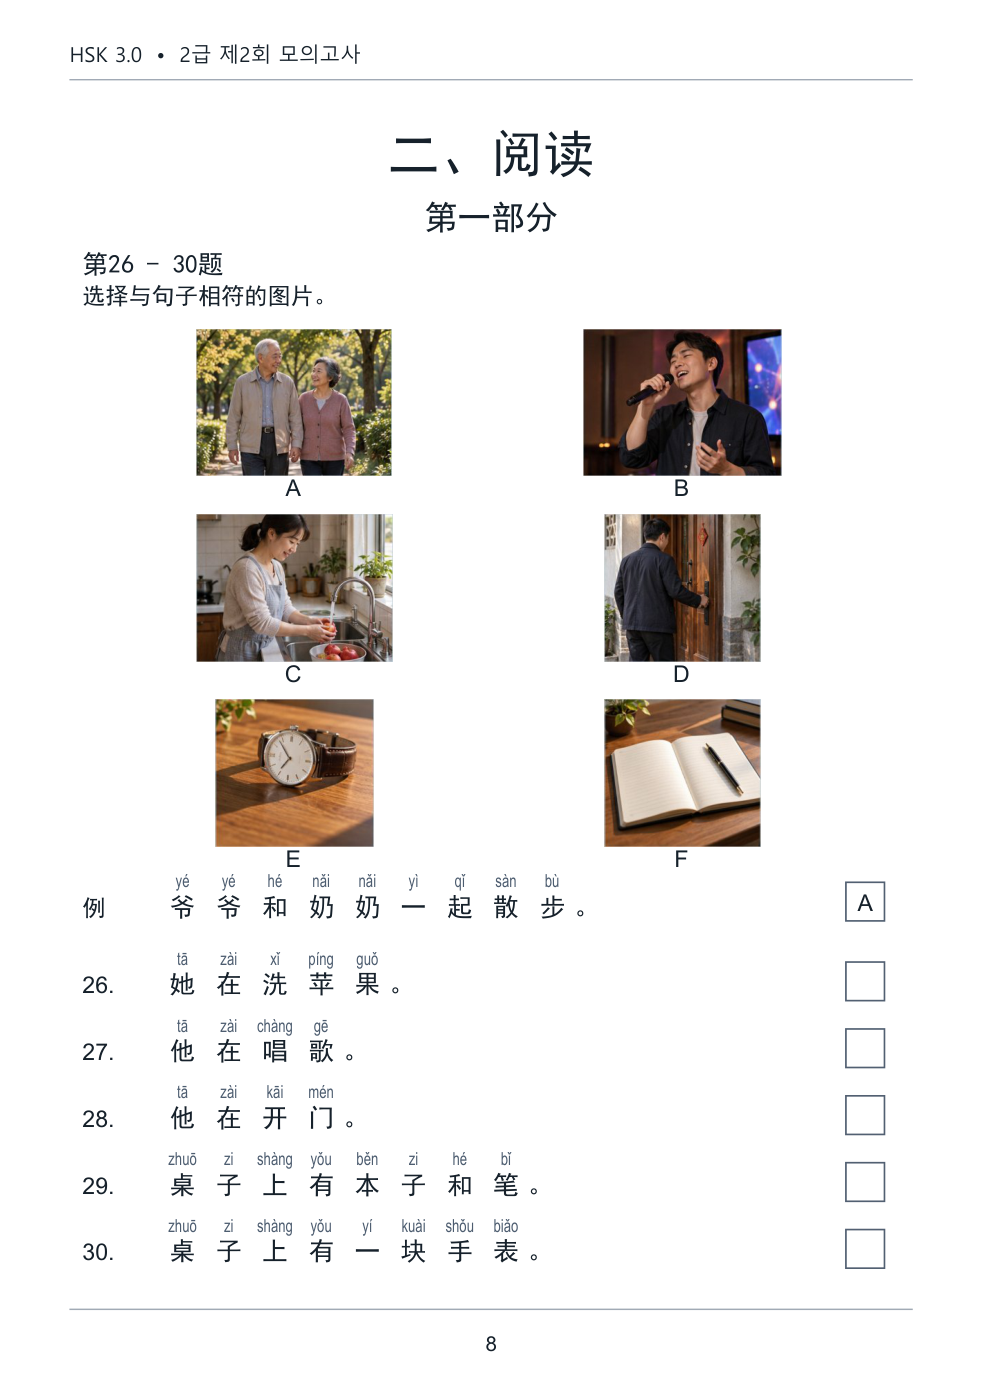 HSK 3.0 • 2급 제2회 모의고사
二、阅读
第一部分
第26 – 30题
选择与句子相符的图片。
A
B
C
D
E
F
yé yé hé nǎi nǎi yì qǐ sàn bù
例 爷爷和奶奶一起散步。 A
tā zài xǐ píng guǒ
26. 她在洗苹果。
tā zài chàng gē
27. 他在唱歌。
tā zài kāi mén
28. 他在开门。
zhuō zi shàng yǒu běn zi hé bǐ
29. 桌子上有本子和笔。
zhuō zi shàng yǒu yí kuài shǒu biǎo
30. 桌子上有一块手表。
8